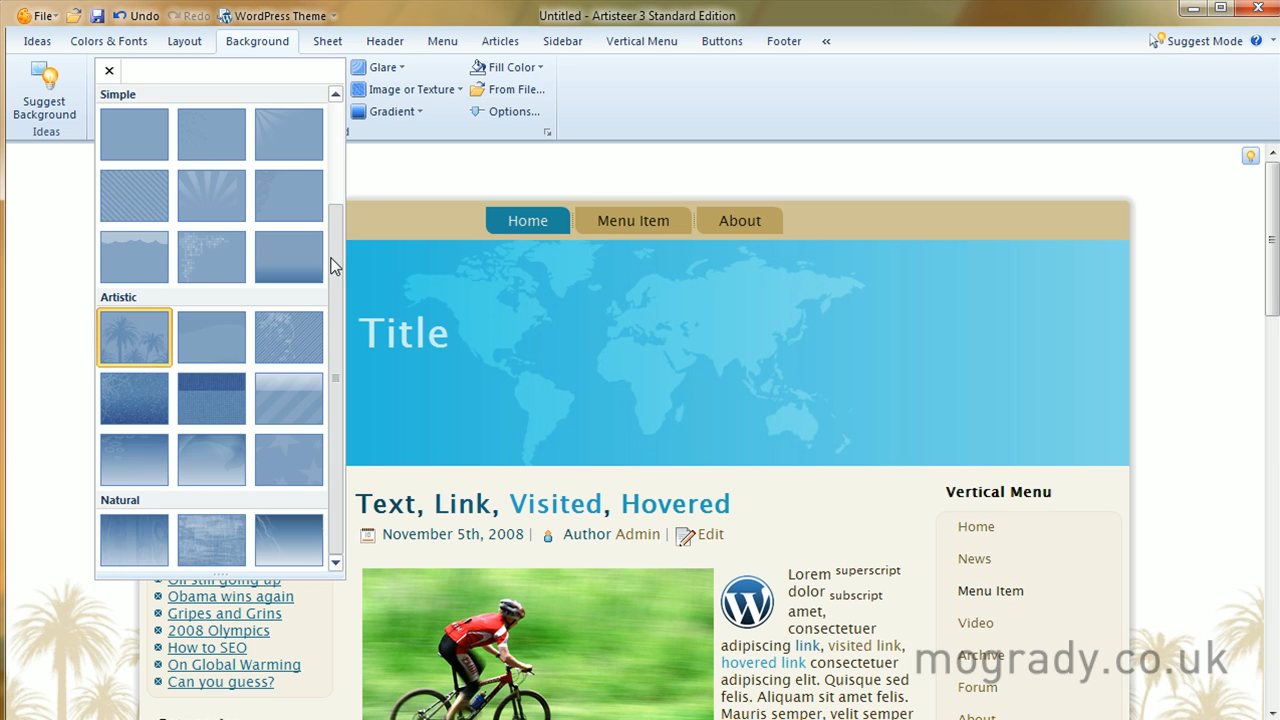 File Undo Redo WordPress Theme Untitled - Artisteer 3 Standard Edition
Ideas Colors & Fonts Layout Background Sheet Header Menu Articles Sidebar Vertical Menu Buttons Footer « Suggest Mode
Suggest
Background
Ideas
Glare
Image or Texture
Gradient
Fill Color
From File...
Options...
Simple
Artistic
Natural
Home Menu Item About
Title
Text, Link, Visited, Hovered
November 5th, 2008 | Author Admin | Edit
Lorem superscript
dolor subscript
amet,
consectetuer
adipiscing link, visited link,
hovered link consectetuer
adipiscing elit. Quisque sed
felis. Aliquam sit amet felis.
Mauris semper, velit semper
Vertical Menu
Home
News
Menu Item
Video
Archive
Forum
About
Oil still going up
Obama wins again
Gripes and Grins
2008 Olympics
How to SEO
On Global Warming
Can you guess?
mogrady.co.uk